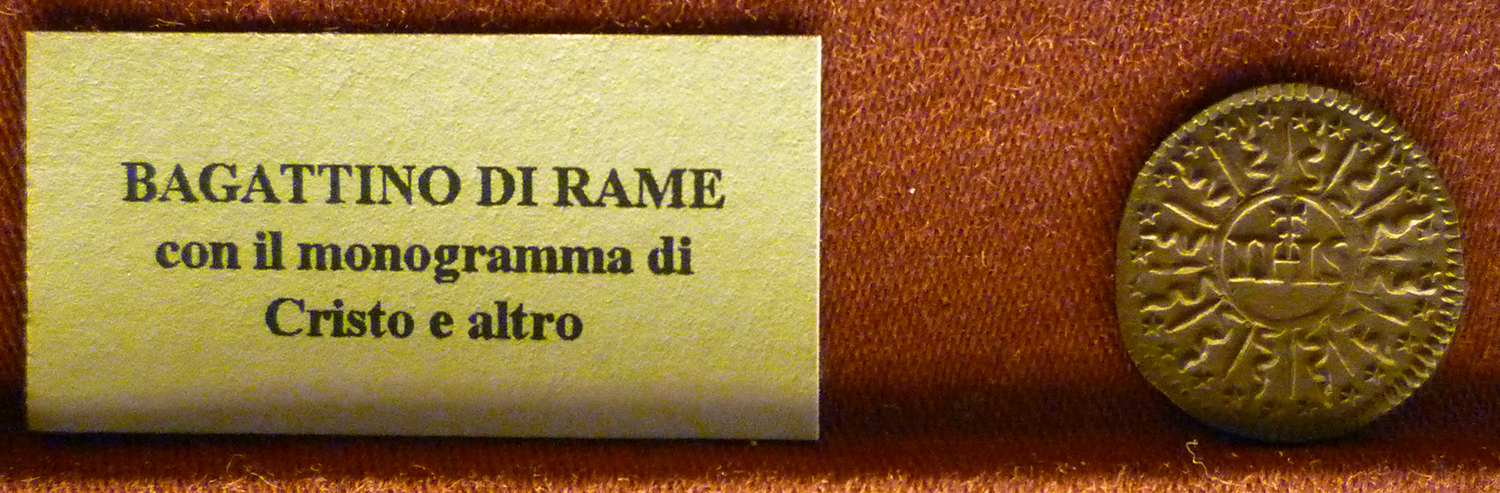 BAGATTINO DI RAME
con il monogramma di
Cristo e altro
IHS